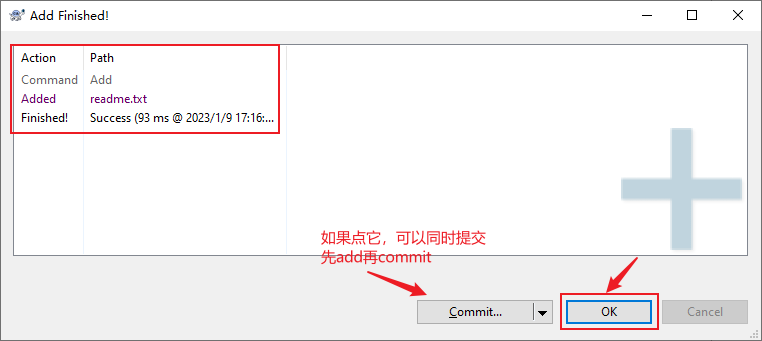 Add Finished!
Action Path
Command Add
Added readme.txt
Finished! Success (93 ms @ 2023/1/9 17:16:...
如果点它，可以同时提交
先add再commit
Commit... OK Cancel